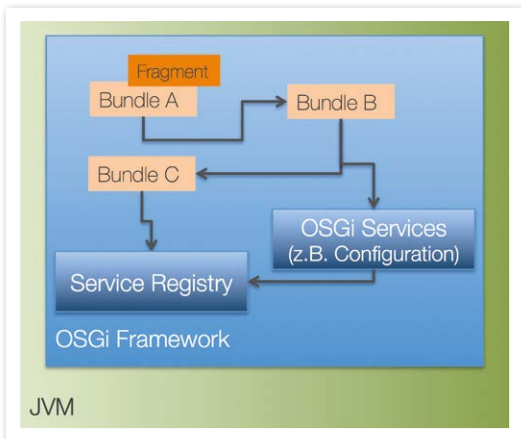 Fragment
Bundle A
Bundle B
Bundle C
OSGi Services
(z.B. Configuration)
Service Registry
OSGi Framework
JVM